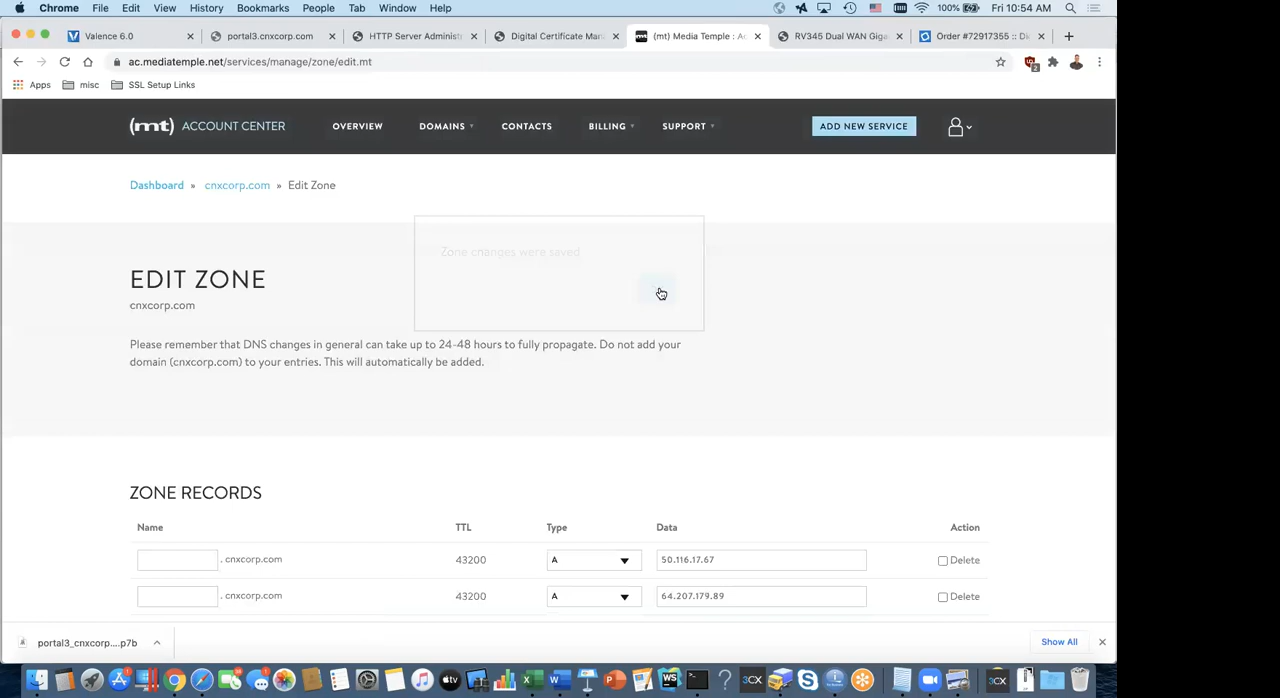 Chrome File Edit View History Bookmarks People Tab Window Help 100% Fri 10:54 AM
Valence 6.0 portal3.cnxcorp.com HTTP Server Administ Digital Certificate Man (mt) Media Temple : Ac RV345 Dual WAN Giga Order #72917355 :: Di
ac.mediatemple.net/services/manage/zone/edit.mt
Apps misc SSL Setup Links
(mt) ACCOUNT CENTER OVERVIEW DOMAINS CONTACTS BILLING SUPPORT ADD NEW SERVICE
Dashboard » cnxcorp.com » Edit Zone
Zone changes were saved
EDIT ZONE
cnxcorp.com
Please remember that DNS changes in general can take up to 24-48 hours to fully propagate. Do not add your
domain (cnxcorp.com) to your entries. This will automatically be added.
ZONE RECORDS
Name TTL Type Data Action
. cnxcorp.com 43200 A 50.116.17.67 Delete
. cnxcorp.com 43200 A 64.207.179.89 Delete
portal3_cnxcorp....p7b Show All